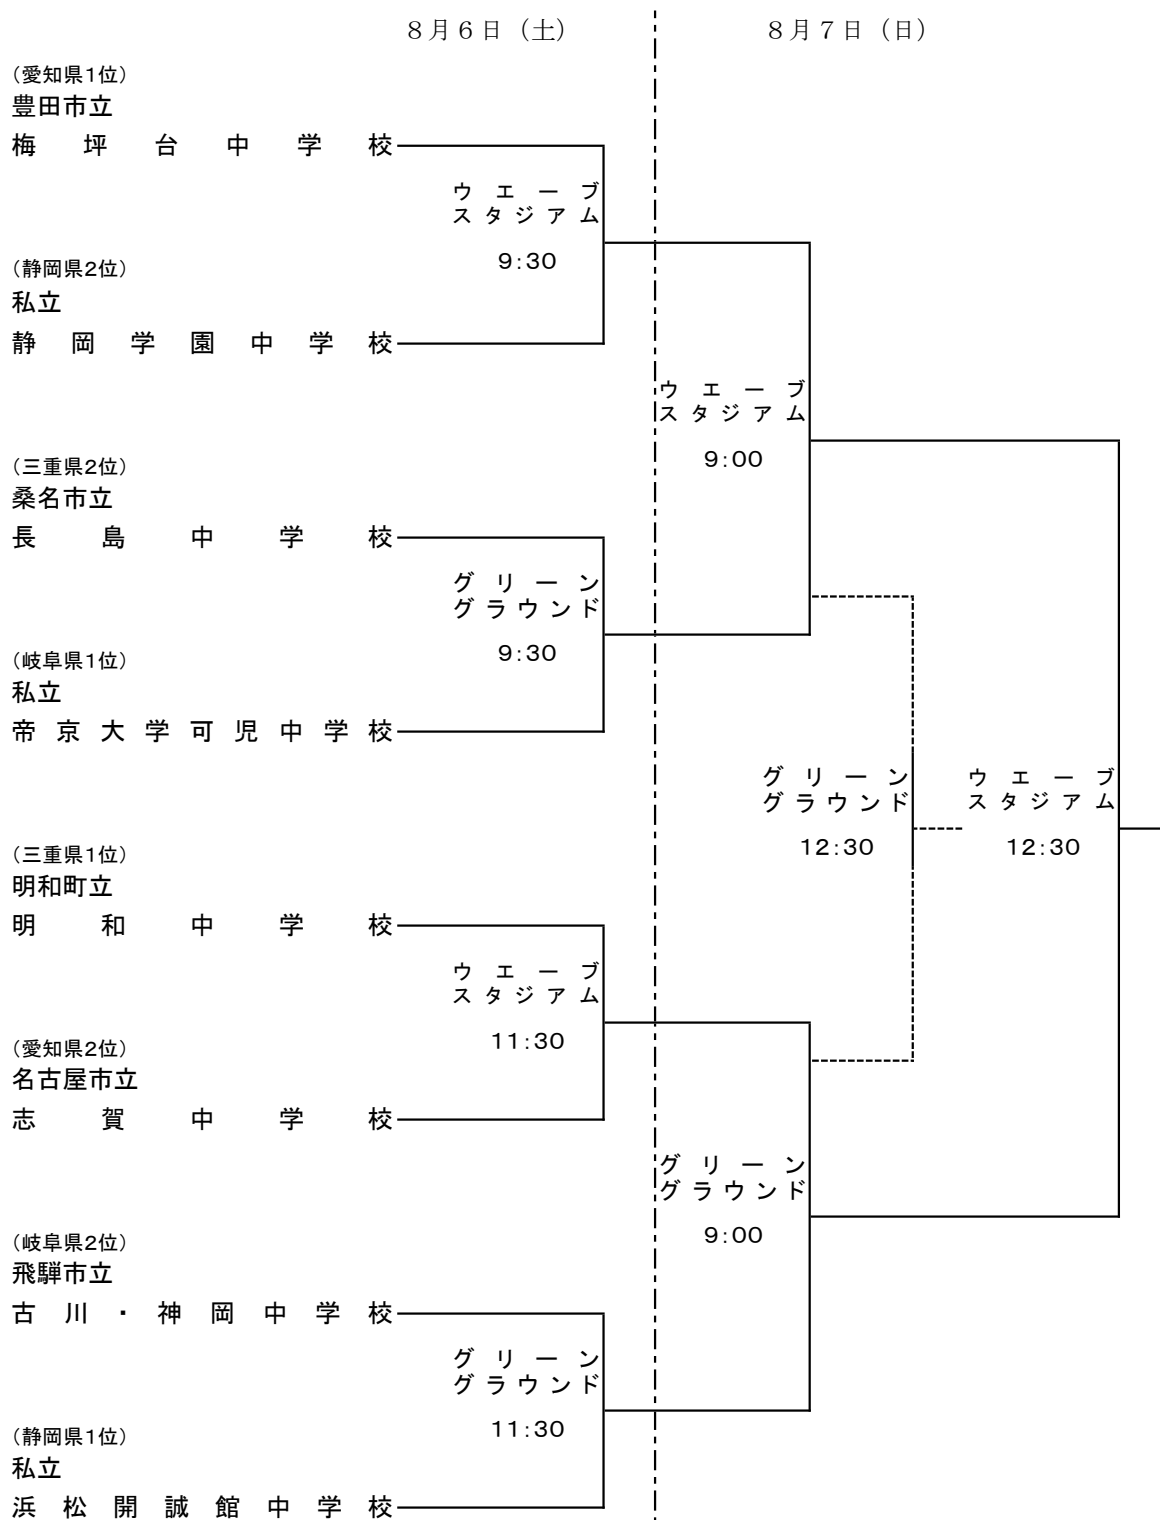 ８月６日（土）
８月７日（日）
（愛知県1位）
豊田市立
梅坪台中学校
ウエーブ
スタジアム
9:30
（静岡県2位）
私立
静岡学園中学校
ウエーブ
スタジアム
9:00
（三重県2位）
桑名市立
長島中学校
グリーン
グラウンド
9:30
（岐阜県1位）
私立
帝京大学可児中学校
グリーン
グラウンド
12:30
ウエーブ
スタジアム
12:30
（三重県1位）
明和町立
明和中学校
ウエーブ
スタジアム
11:30
（愛知県2位）
名古屋市立
志賀中学校
グリーン
グラウンド
9:00
（岐阜県2位）
飛騨市立
古川・神岡中学校
グリーン
グラウンド
11:30
（静岡県1位）
私立
浜松開誠館中学校